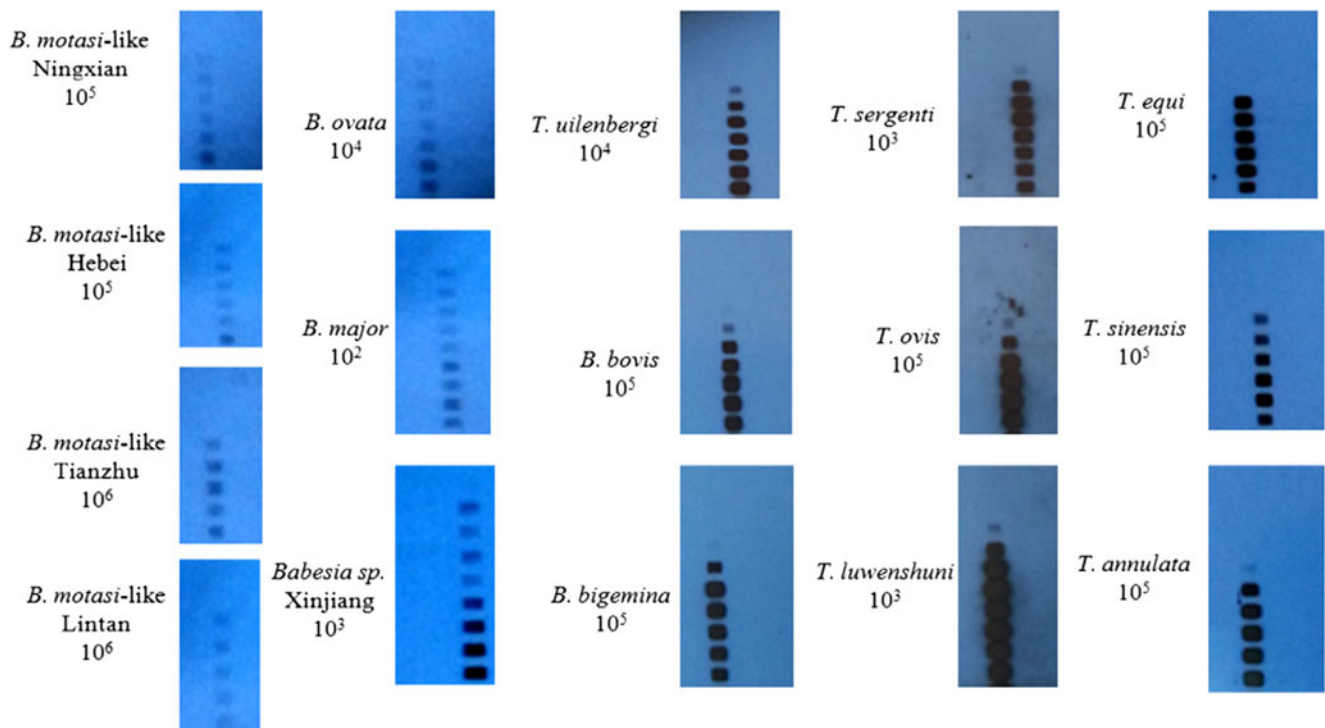 B. motasi-like
Ningxian
10⁵
B. motasi-like
Hebei
10⁵
B. motasi-like
Tianzhu
10⁶
B. motasi-like
Lintan
10⁶
B. ovata
10⁴
B. major
10²
Babesia sp.
Xinjiang
10³
T. uilenbergi
10⁴
B. bovis
10⁵
B. bigemina
10⁵
T. sergenti
10³
T. ovis
10⁵
T. luwenshuni
10³
T. equi
10⁵
T. sinensis
10⁵
T. annulata
10⁵